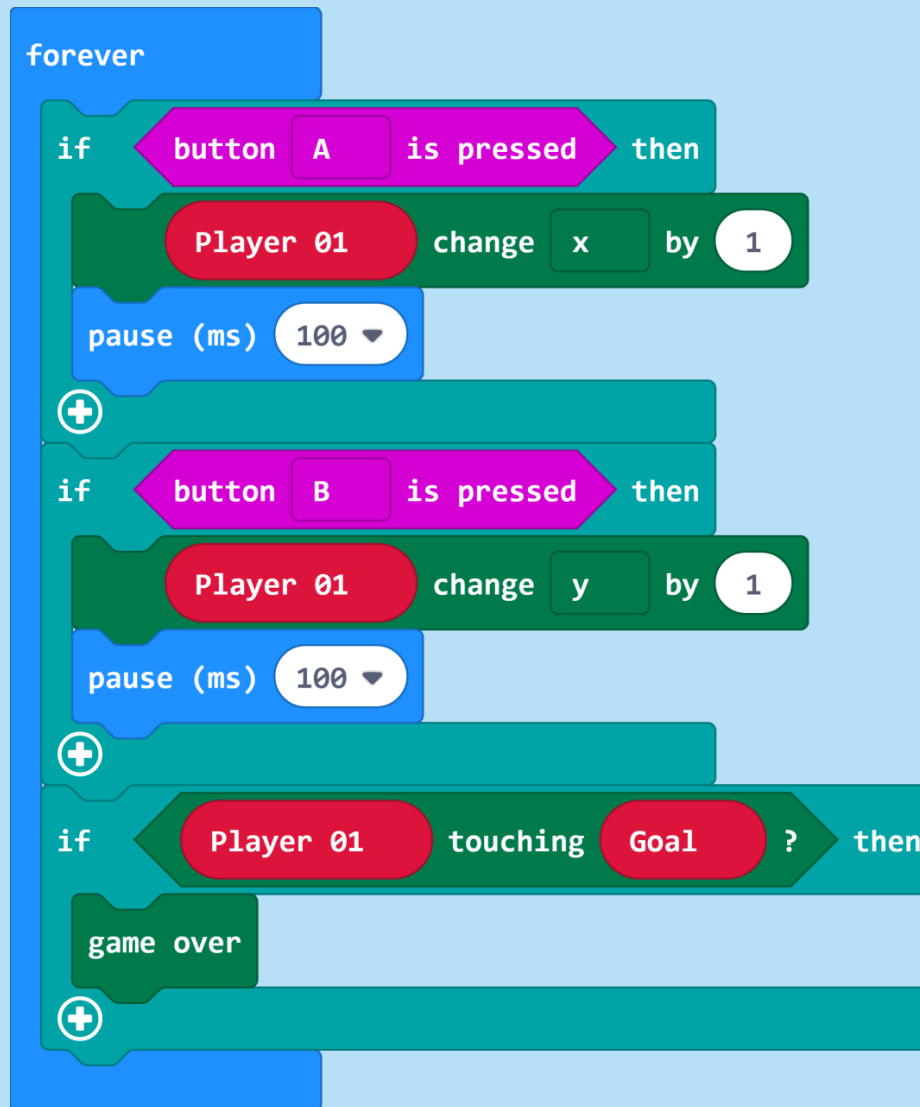 forever
if button A is pressed then
Player 01 change x by 1
pause (ms) 100
if button B is pressed then
Player 01 change y by 1
pause (ms) 100
if Player 01 touching Goal ? then
game over